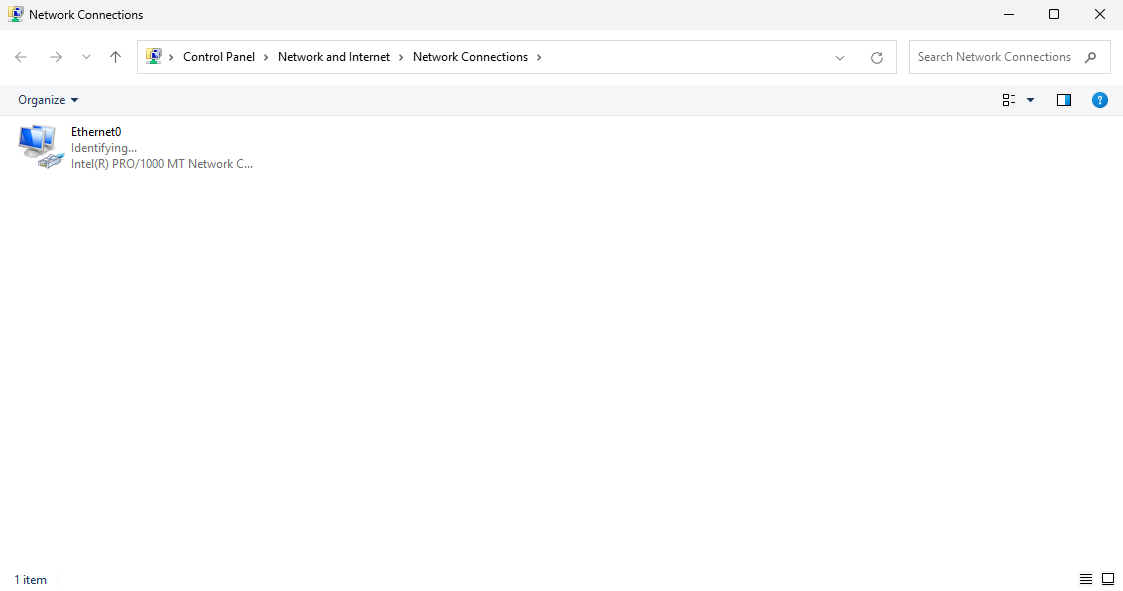 Network Connections
Control Panel Network and Internet Network Connections
Search Network Connections
Organize
?
Ethernet0
Identifying...
Intel(R) PRO/1000 MT Network C...
1 item